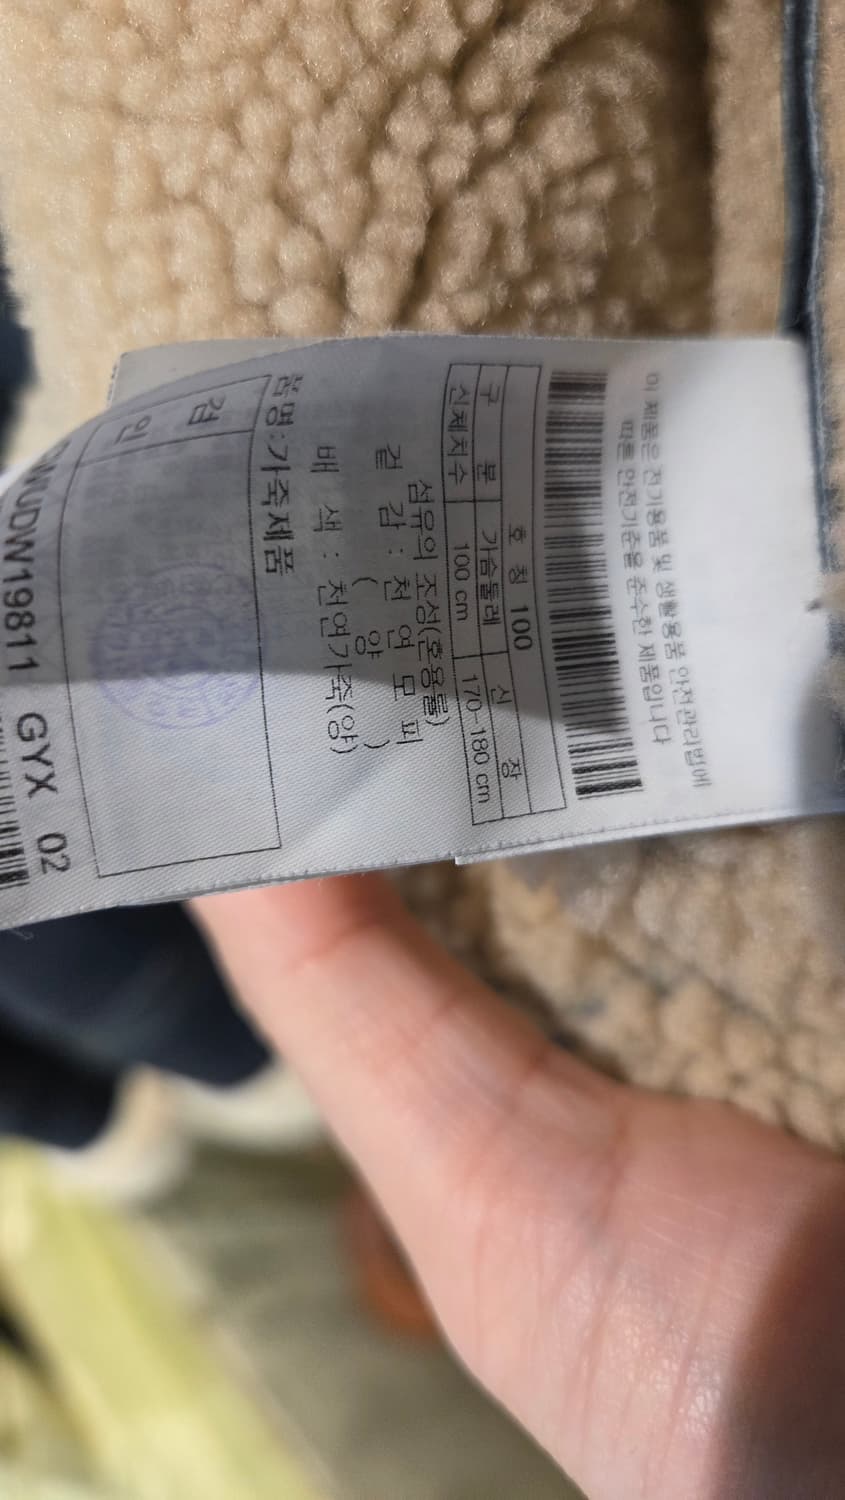 이 제품은 전기용품 및 생활용품 안전관리법에
따른 안전기준을 준수한 제품입니다
호 칭 100
구 분 가슴둘레 신 장
신체치수 100 cm 170-180 cm
섬유의 조성(혼용률)
겉 감 : 천 연 모 피
( 양 )
배 색 : 천연가죽(양)
품명:가죽제품
검 인
WUDW19811 GYX 02